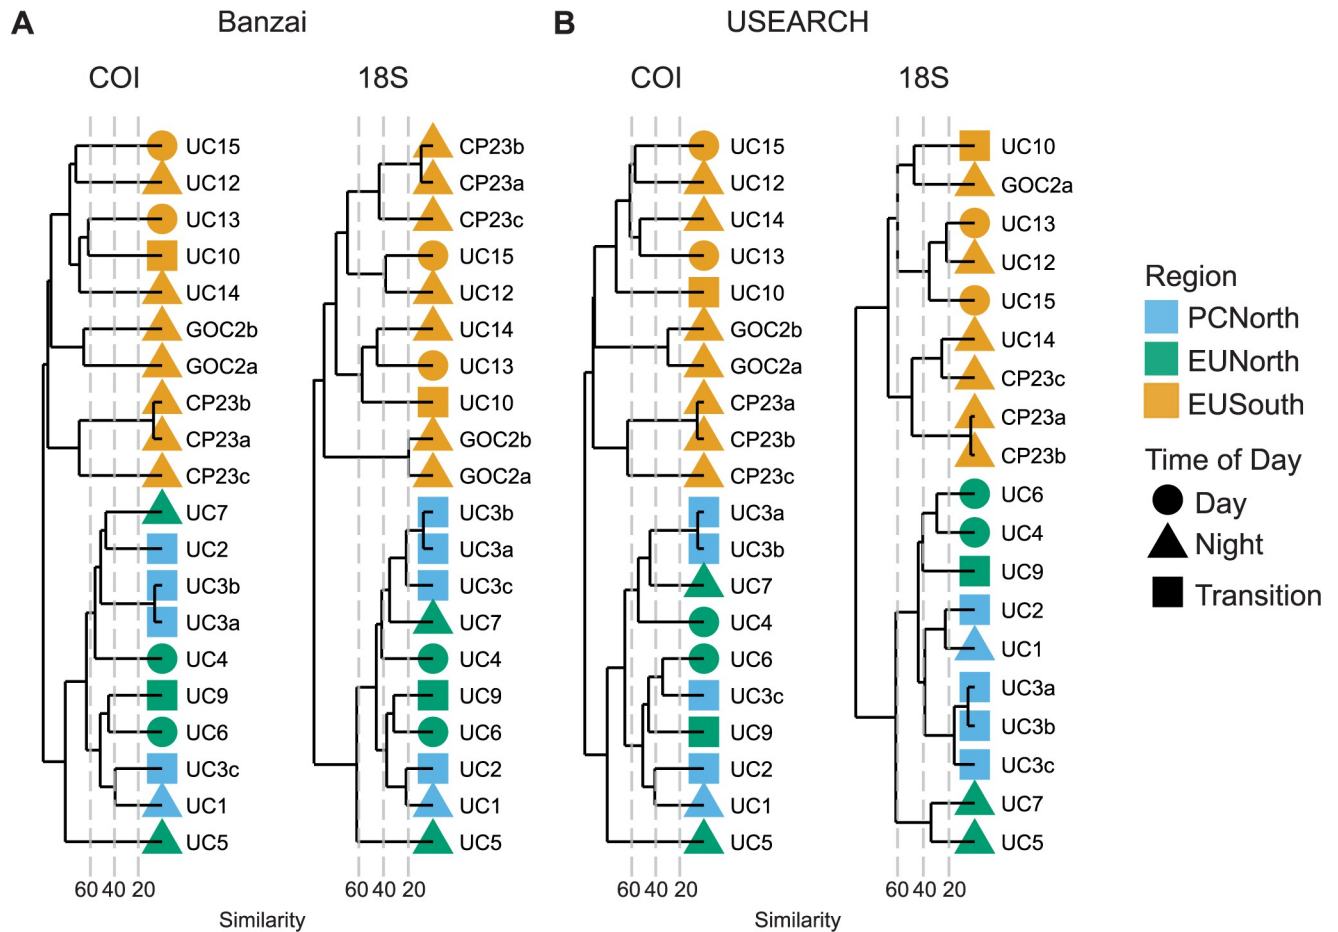 A
Banzai
COI
UC15
UC12
UC13
UC10
UC14
GOC2b
GOC2a
CP23b
CP23a
CP23c
UC7
UC2
UC3b
UC3a
UC4
UC9
UC6
UC3c
UC1
UC5
60 40 20
18S
CP23b
CP23a
CP23c
UC15
UC12
UC14
UC13
UC10
GOC2b
GOC2a
UC3b
UC3a
UC3c
UC7
UC4
UC9
UC6
UC2
UC1
UC5
60 40 20
Similarity
B
USEARCH
COI
UC15
UC12
UC14
UC13
UC10
GOC2b
GOC2a
CP23a
CP23b
CP23c
UC3a
UC3b
UC7
UC4
UC6
UC3c
UC9
UC2
UC1
UC5
60 40 20
18S
UC10
GOC2a
UC13
UC12
UC15
UC14
CP23c
CP23a
CP23b
UC6
UC4
UC9
UC2
UC1
UC3a
UC3b
UC3c
UC7
UC5
60 40 20
Similarity
Region
PCNorth
EUNorth
EUSouth
Time of Day
Day
Night
Transition